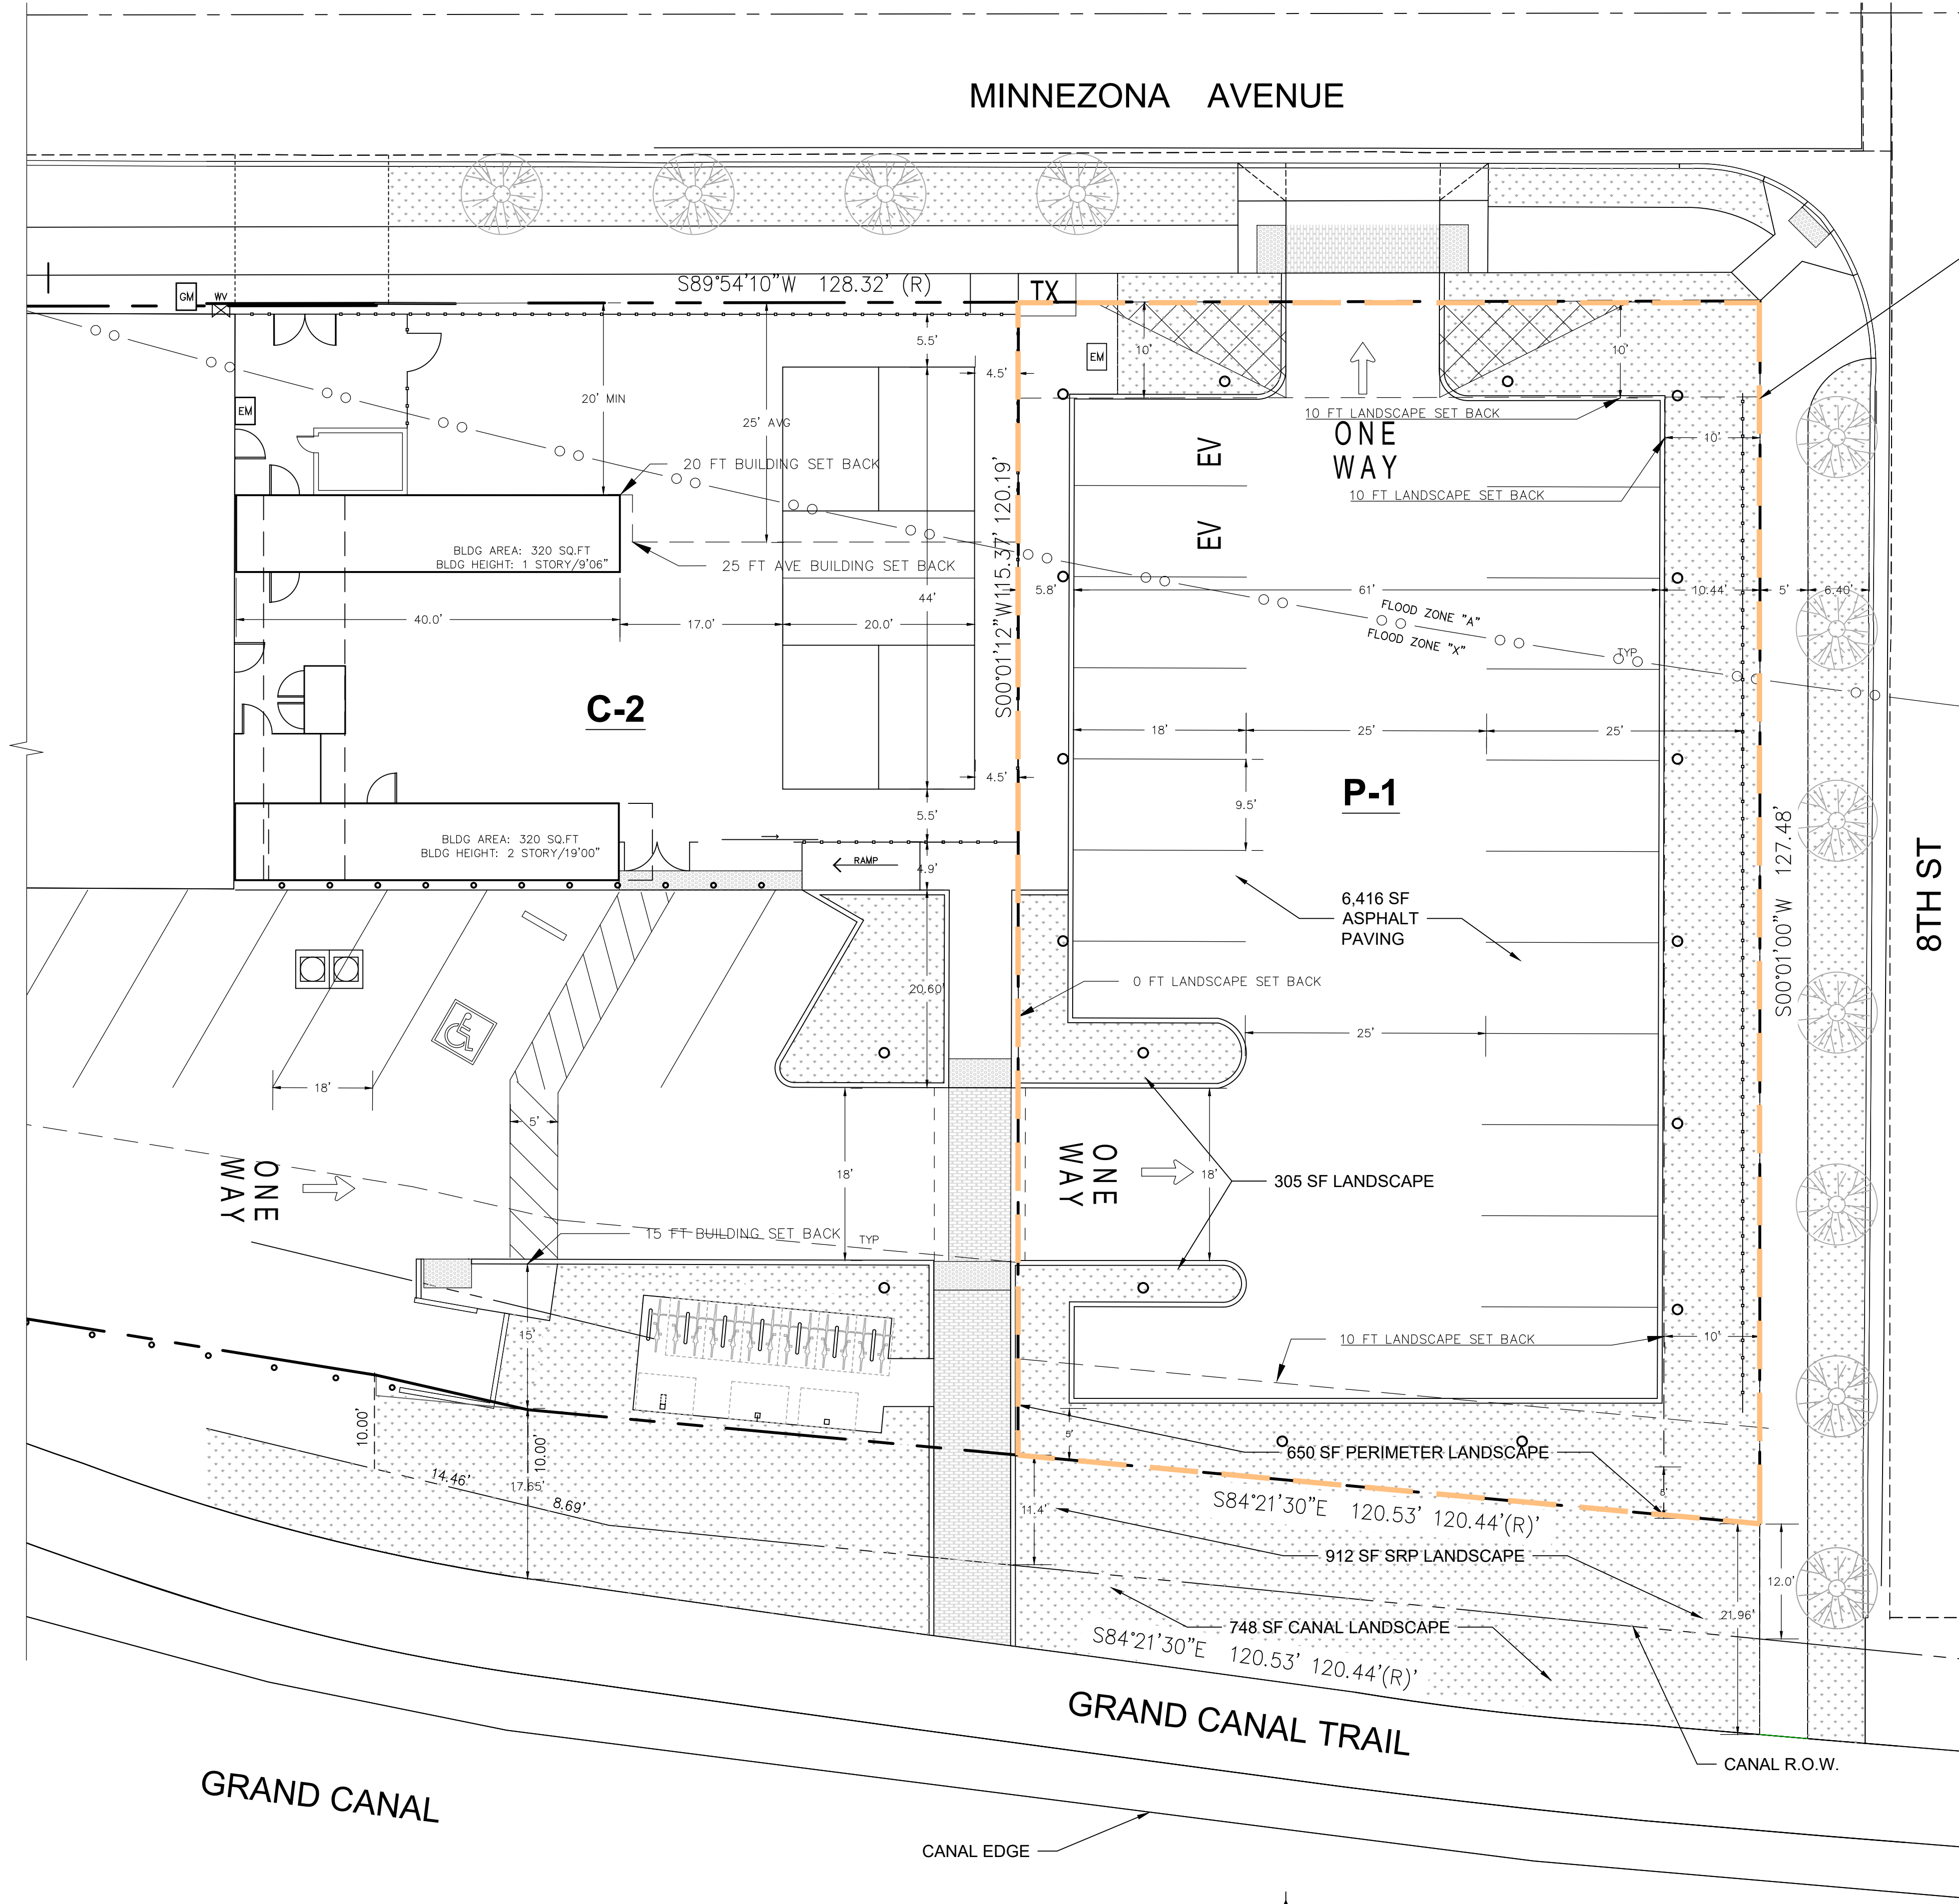 MINNEZONA AVENUE
S89°54'10"W 128.32' (R)
TX
GM
WV
EM
EM
5.5'
4.5'
10'
10'
20' MIN
25' AVG
10 FT LANDSCAPE SET BACK
ONE
WAY
EV
10'
20 FT BUILDING SET BACK
10 FT LANDSCAPE SET BACK
EV
S00°01'12"W 115.37' 120.19'
BLDG AREA: 320 SQ.FT
BLDG HEIGHT: 1 STORY/9'06"
25 FT AVE BUILDING SET BACK
44'
5.8'
61'
10.44'
5'
6.40'
40.0'
17.0'
20.0'
FLOOD ZONE "A"
FLOOD ZONE "X"
TYP
C-2
18'
25'
25'
4.5'
9.5'
P-1
5.5'
BLDG AREA: 320 SQ.FT
BLDG HEIGHT: 2 STORY/19'00"
RAMP
4.9'
S00°01'00"W 127.48'
8TH ST
6,416 SF
ASPHALT
PAVING
0 FT LANDSCAPE SET BACK
20.60'
25'
18'
5'
ONE
WAY
18'
ONE
WAY
18'
305 SF LANDSCAPE
15 FT BUILDING SET BACK
TYP
15'
10 FT LANDSCAPE SET BACK
10'
10.00'
10.00'
5'
650 SF PERIMETER LANDSCAPE
14.46'
17.65'
8.69'
11.4'
S84°21'30"E 120.53' 120.44'(R)'
912 SF SRP LANDSCAPE
12.0'
21.96'
748 SF CANAL LANDSCAPE
S84°21'30"E 120.53' 120.44'(R)'
GRAND CANAL TRAIL
CANAL R.O.W.
GRAND CANAL
CANAL EDGE